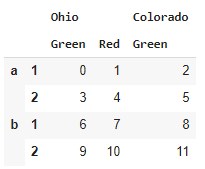 Ohio Colorado
Green Red Green
a 1 0 1 2
2 3 4 5
b 1 6 7 8
2 9 10 11